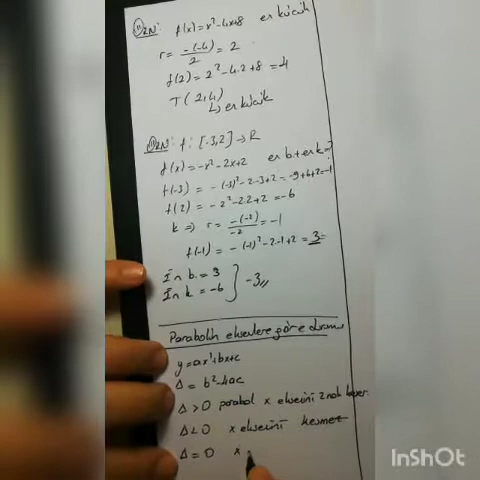 ÖRN: f(x)=x²-4x+8 en küçük
r = -(-4)/2 = 2
f(2) = 2²-4.2+8 = 4
T(2,4)
↳ en küçük
ÖRN: f: [-3,2] → R
f(x) = -x²-2x+2 en b+en k=?
f(-3) = -(-3)²-2.-3+2 = -9+6+2=-1
f(2) = -2²-2.2+2 = -6
k ⇒ r = -(-2)/-2 = -1
f(-1) = -(-1)²-2.-1+2 = 3
En b = 3
En k = -6 } -3
Parabolün eksenlere göre durumu
y=ax²+bx+c
Δ = b²-4ac
Δ > 0 parabol x eksenini 2 nok keser.
Δ < 0 x eksenini kesmez
Δ = 0 x
InShOt